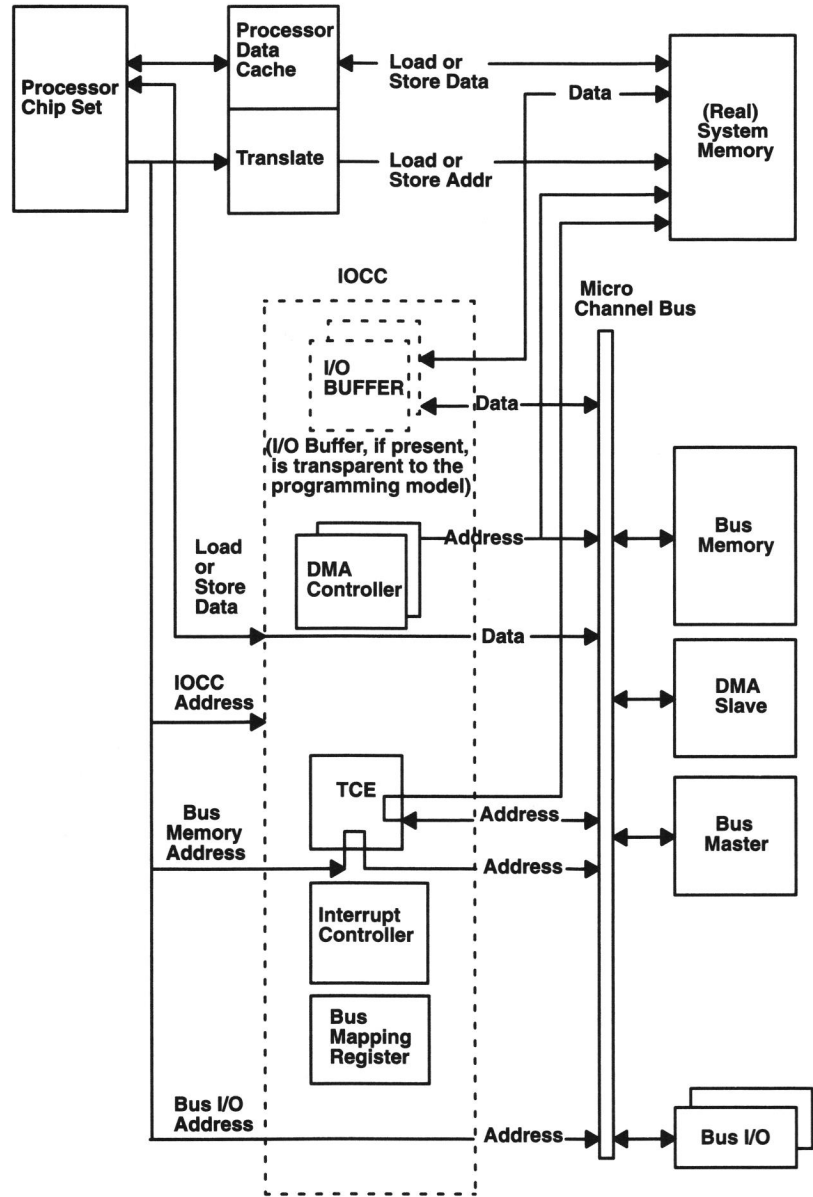 Processor
Chip Set
Processor
Data
Cache
Translate
Load or
Store Data
Load or
Store Addr
Data
(Real)
System
Memory
IOCC
Micro
Channel Bus
I/O
BUFFER
Data
(I/O Buffer, if present,
is transparent to the
programming model)
Load
or
Store
Data
DMA
Controller
Address
Bus
Memory
Data
IOCC
Address
DMA
Slave
TCE
Address
Bus
Memory
Address
Address
Bus
Master
Interrupt
Controller
Bus
Mapping
Register
Bus I/O
Address
Address
Bus I/O